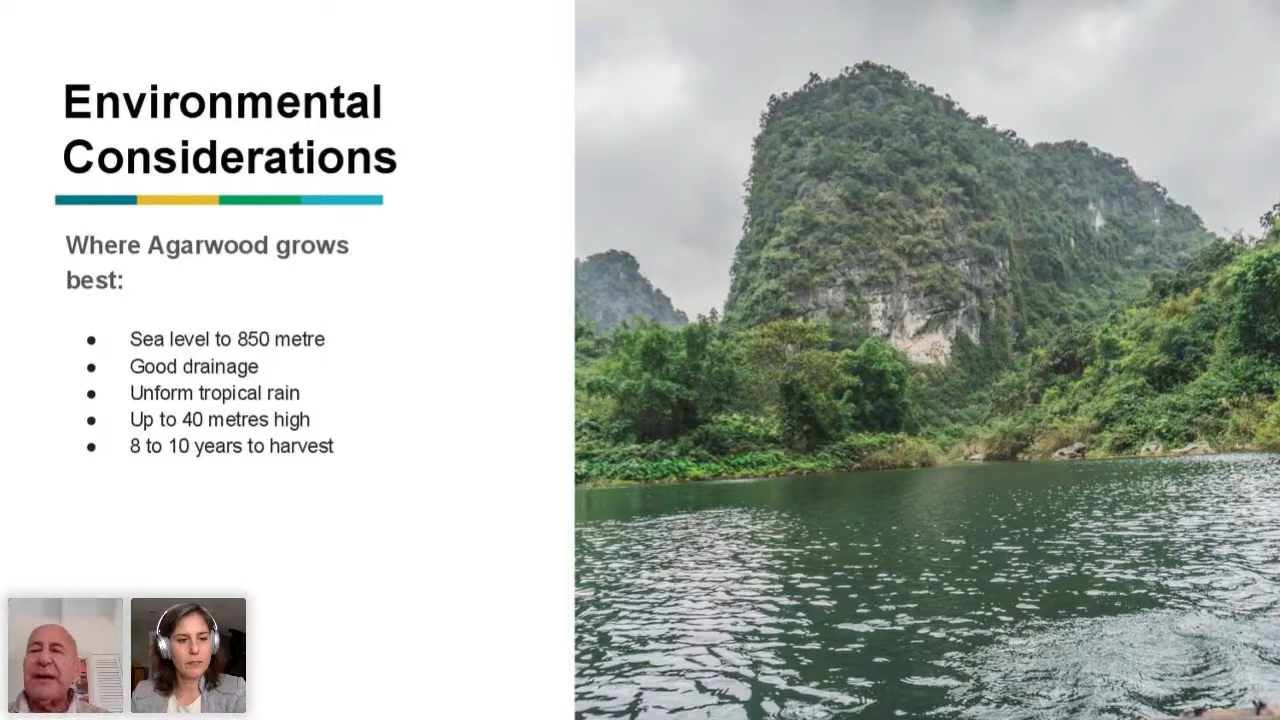 Environmental
Considerations
Where Agarwood grows
best:
● Sea level to 850 metre
● Good drainage
● Unform tropical rain
● Up to 40 metres high
● 8 to 10 years to harvest